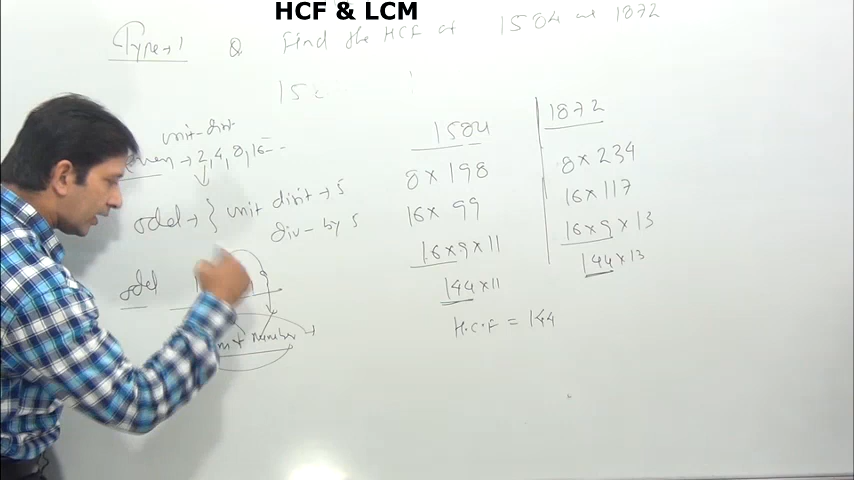 HCF & LCM
Type-1 Q Find the HCF of 1584 and 1872
unit-digit
even → 2, 4, 8, 16 --
odd → } unit digit → 5
div-by 5
odd
number →
1584
8 × 198
16 × 99
16 × 9 × 11
144 × 11
H.C.F = 144
1872
8 × 234
16 × 117
16 × 9 × 13
144 × 13